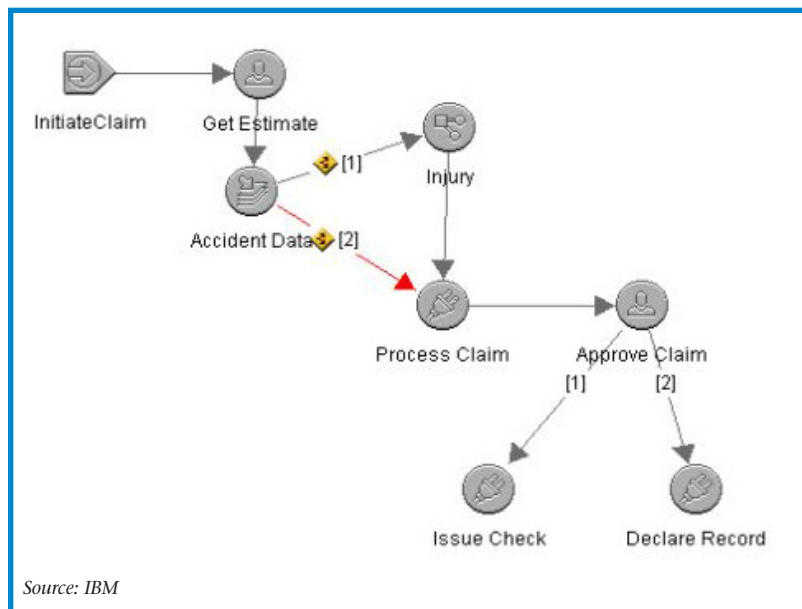 InitiateClaim
Get Estimate
[1]
Injury
Accident Data
[2]
Process Claim
Approve Claim
[1]
[2]
Issue Check
Declare Record
Source: IBM